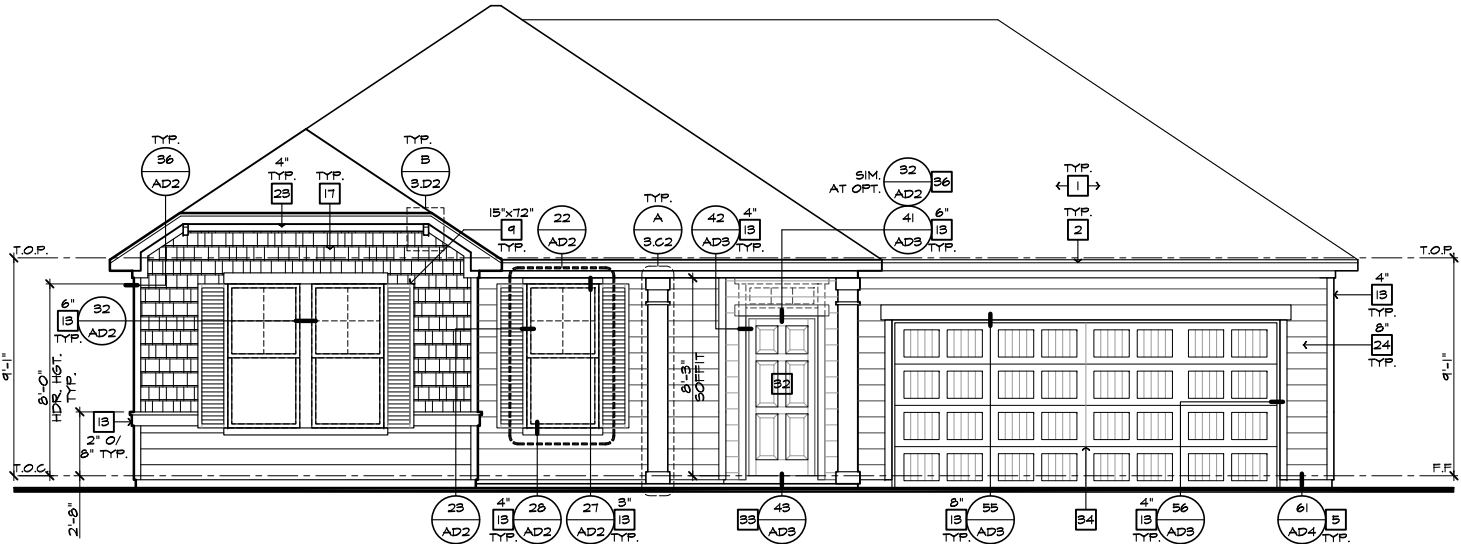 TYP.
36
AD2
4"
TYP.
23
TYP.
17
TYP.
B
3.D2
15"x72"
9
TYP.
22
AD2
TYP.
A
3.C2
42
AD3
4"
13
TYP.
SIM.
AT OPT.
32
AD2
36
41
AD3
6"
13
TYP.
TYP.
1
TYP.
2
T.O.P.
T.O.P.
6"
13
TYP.
32
AD2
9'-1"
8'-0"
HDR. HGT.
TYP.
13
2" O/
8" TYP.
T.O.C.
2'-8"
8'-3"
SOFFIT
32
4"
13
TYP.
8"
24
TYP.
9'-1"
F.F.
23
AD2
4"
13
TYP.
28
AD2
27
AD2
3"
13
TYP.
33
43
AD3
8"
13
TYP.
55
AD3
34
4"
13
TYP.
56
AD3
61
AD4
5
TYP.